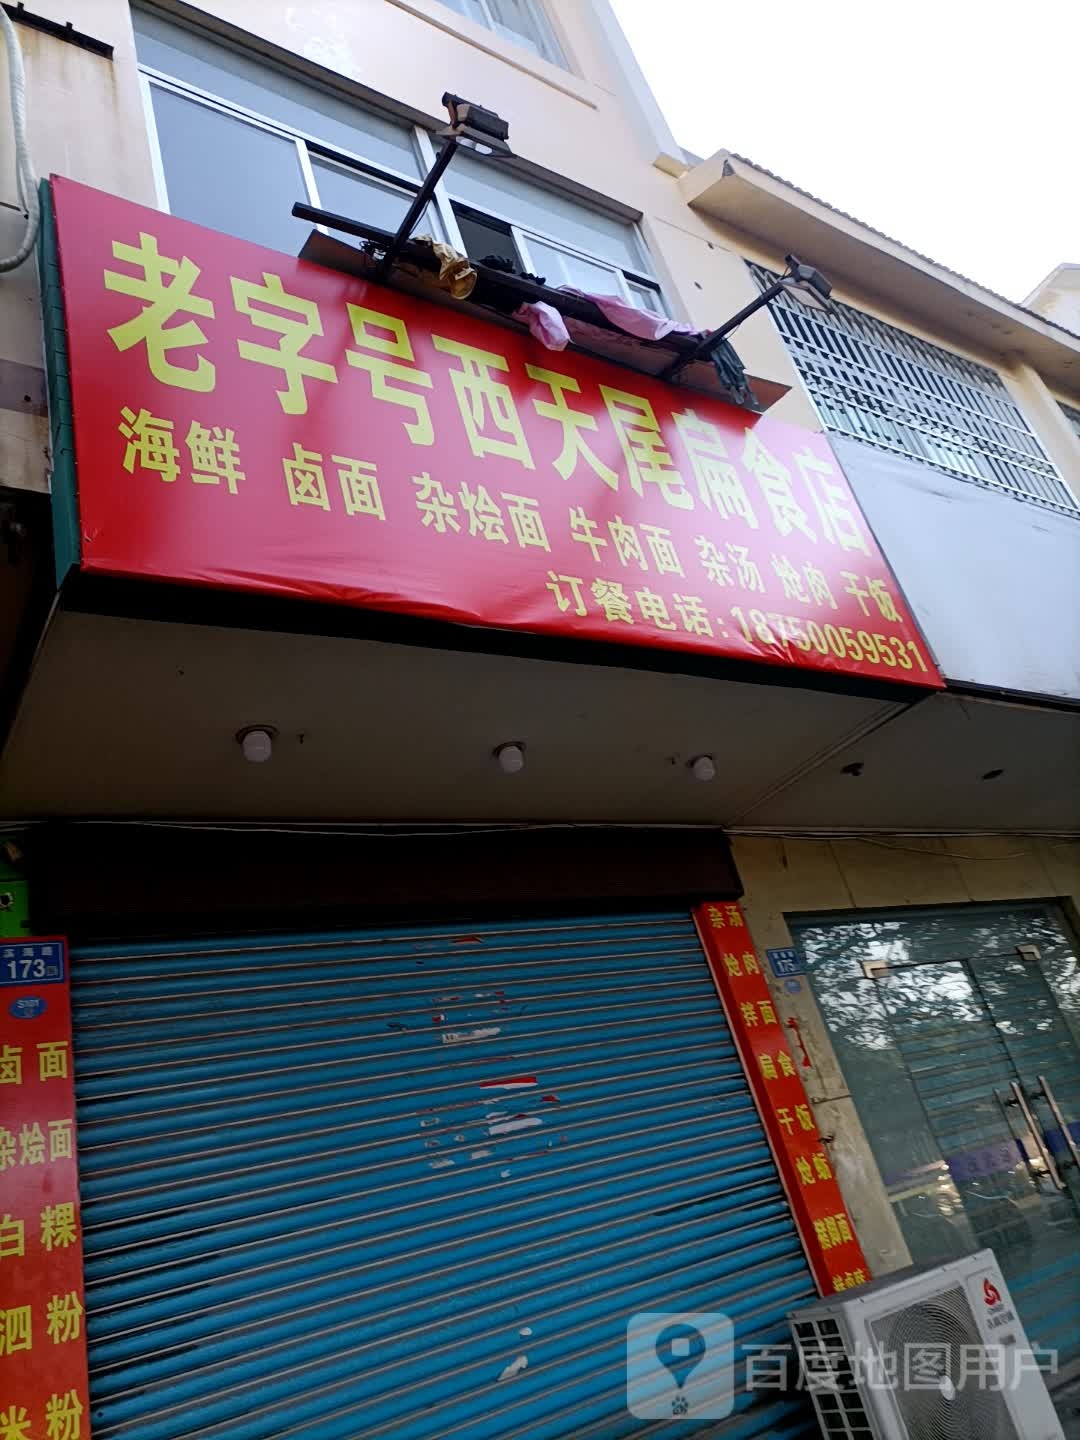 老字号西天尾扁食店
海鲜 卤面 杂烩面 牛肉面 杂汤 炝肉 干饭
订餐电话:18750059531
173
S101
卤面
杂烩面
白粿
泗粉
米粉
杂汤
炝肉
拌面
扁食
干饭
炝蛏
175
百度地图用户